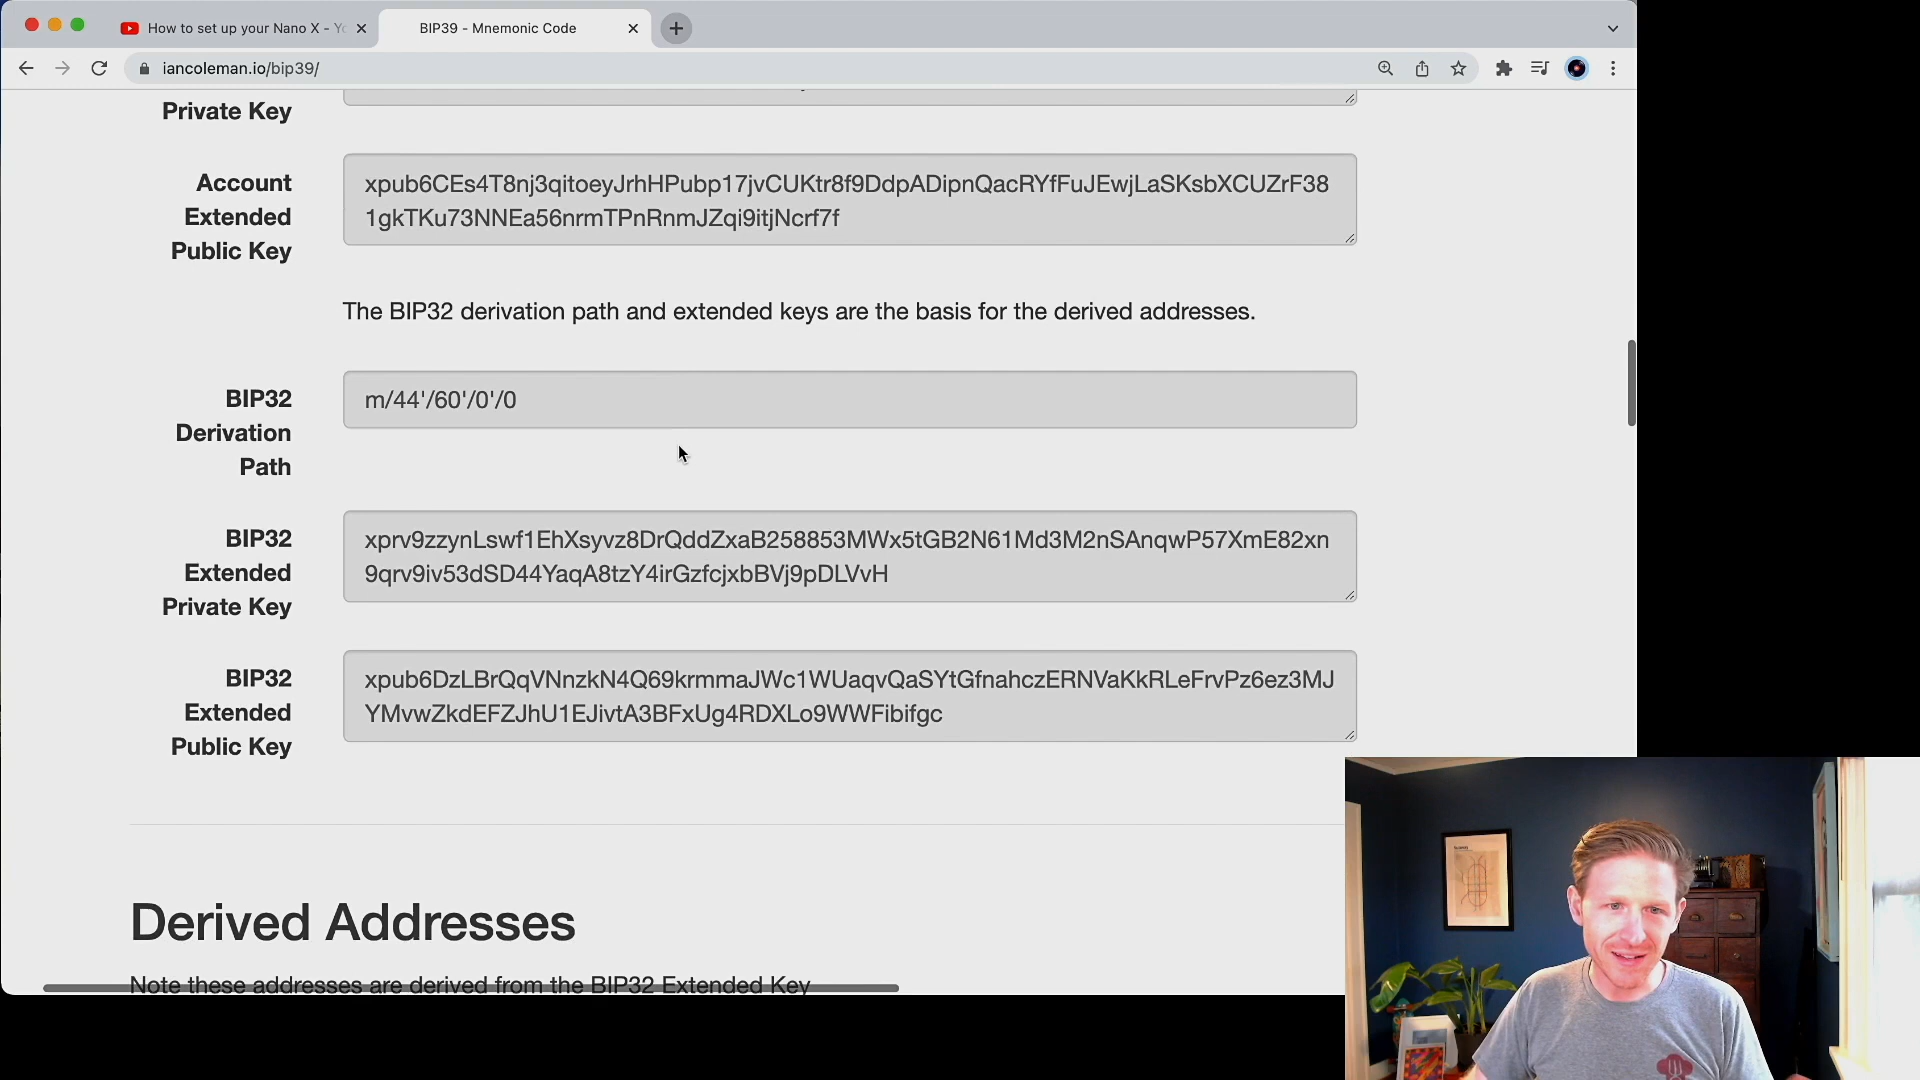 How to set up your Nano X - Yo
BIP39 - Mnemonic Code
iancoleman.io/bip39/
Private Key
Account
Extended
Public Key
xpub6CEs4T8nj3qitoeyJrhHPubp17jvCUKtr8f9DdpADipnQacRYfFuJEwjLaSKsbXCUZrF38
1gkTKu73NNEa56nrmTPnRnmJZqi9itjNcrf7f
The BIP32 derivation path and extended keys are the basis for the derived addresses.
BIP32
Derivation
Path
m/44'/60'/0'/0
BIP32
Extended
Private Key
xprv9zzynLswf1EhXsyvz8DrQddZxaB258853MWx5tGB2N61Md3M2nSAnqwP57XmE82xn
9qrv9iv53dSD44YaqA8tzY4irGzfcjxbBVj9pDLVvH
BIP32
Extended
Public Key
xpub6DzLBrQqVNnzkN4Q69krmmaJWc1WUaqvQaSYtGfnahczERNVaKkRLeFrvPz6ez3MJ
YMvwZkdEFZJhU1EJivtA3BFxUg4RDXLo9WWFibifgc
Derived Addresses
Note these addresses are derived from the BIP32 Extended Key